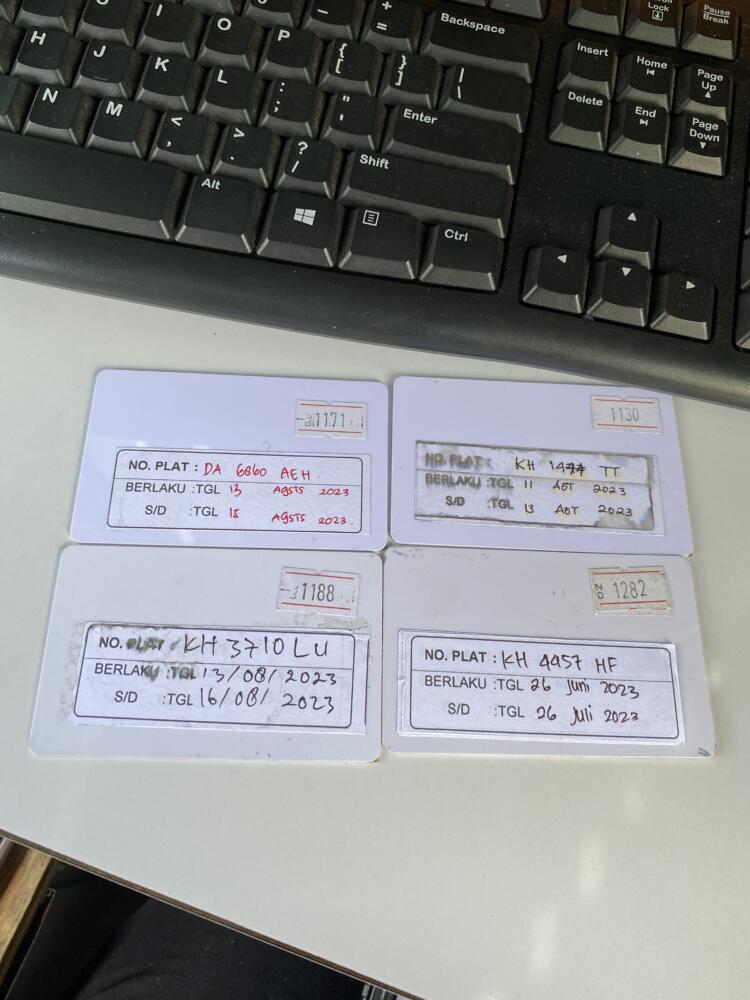 Backspace
Lock
Pause
Break
H J I O P { [ } ] | \
Insert
Home
Page
Up
K L : ; " '
Enter
Delete
End
Page
Down
N M < , > . ? /
Shift
Alt
Ctrl
1171
NO. PLAT : DA 6860 AEH
BERLAKU :TGL 13 AGSTS 2023
S/D :TGL 15 AGSTS 2023
1130
NO. PLAT : KH 1474 TT
BERLAKU :TGL 11 AGT 2023
S/D :TGL 13 AGT 2023
1188
NO. PLAT : KH 3710 LU
BERLAKU :TGL 13/08/2023
S/D :TGL 16/08/ 2023
NO 1282
NO. PLAT : KH 4457 HF
BERLAKU :TGL 26 Juni 2023
S/D :TGL 26 Juli 2023